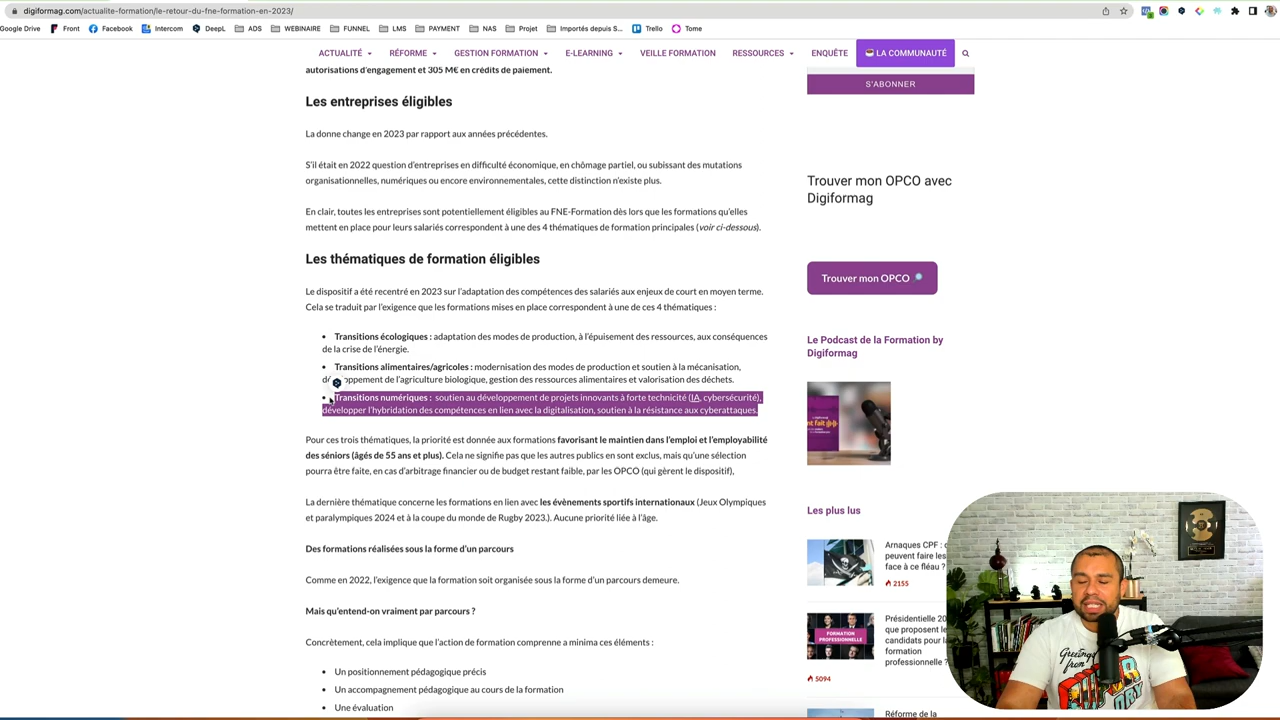 digiformag.com/actualite-formation/le-retour-du-fne-formation-en-2023/
Google Drive Front Facebook Intercom DeepL ADS WEBINAIRE FUNNEL LMS PAYMENT NAS Projet Importés depuis S... Trello Tome
ACTUALITÉ RÉFORME GESTION FORMATION E-LEARNING VEILLE FORMATION RESSOURCES ENQUÊTE LA COMMUNAUTÉ
autorisations d'engagement et 305 M€ en crédits de paiement.
Les entreprises éligibles
La donne change en 2023 par rapport aux années précédentes.
S'il était en 2022 question d'entreprises en difficulté économique, en chômage partiel, ou subissant des mutations
organisationnelles, numériques ou encore environnementales, cette distinction n'existe plus.
En clair, toutes les entreprises sont potentiellement éligibles au FNE-Formation dès lors que les formations qu'elles
mettent en place pour leurs salariés correspondent à une des 4 thématiques de formation principales (voir ci-dessous).
Les thématiques de formation éligibles
Le dispositif a été recentré en 2023 sur l'adaptation des compétences des salariés aux enjeux de court en moyen terme.
Cela se traduit par l'exigence que les formations mises en place correspondent à une de ces 4 thématiques :
• Transitions écologiques : adaptation des modes de production, à l'épuisement des ressources, aux conséquences
de la crise de l'énergie.
• Transitions alimentaires/agricoles : modernisation des modes de production et soutien à la mécanisation,
développement de l'agriculture biologique, gestion des ressources alimentaires et valorisation des déchets.
• Transitions numériques : soutien au développement de projets innovants à forte technicité (IA, cybersécurité),
développer l'hybridation des compétences en lien avec la digitalisation, soutien à la résistance aux cyberattaques.
Pour ces trois thématiques, la priorité est donnée aux formations favorisant le maintien dans l'emploi et l'employabilité
des séniors (âgés de 55 ans et plus). Cela ne signifie pas que les autres publics en sont exclus, mais qu'une sélection
pourra être faite, en cas d'arbitrage financier ou de budget restant faible, par les OPCO (qui gèrent le dispositif),
La dernière thématique concerne les formations en lien avec les évènements sportifs internationaux (Jeux Olympiques
et paralympiques 2024 et à la coupe du monde de Rugby 2023.). Aucune priorité liée à l'âge.
Des formations réalisées sous la forme d'un parcours
Comme en 2022, l'exigence que la formation soit organisée sous la forme d'un parcours demeure.
Mais qu'entend-on vraiment par parcours ?
Concrètement, cela implique que l'action de formation comprenne a minima ces éléments :
• Un positionnement pédagogique précis
• Un accompagnement pédagogique au cours de la formation
• Une évaluation
S'ABONNER
Trouver mon OPCO avec
Digiformag
Trouver mon OPCO
Le Podcast de la Formation by
Digiformag
Les plus lus
Arnaques CPF :
peuvent faire les
face à ce fléau ?
2155
FORMATION
PROFESSIONNELLE
Présidentielle 20
que proposent le
candidats pour la
formation
professionnelle ?
5094
Réforme de la
Greetings
from